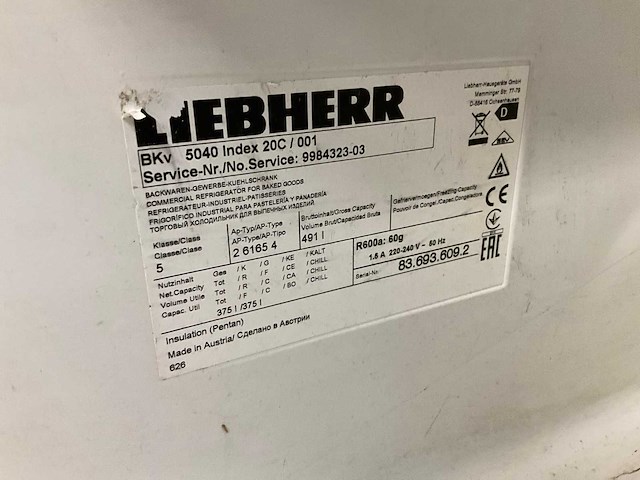 LIEBHERR
Liebherr-Hausgeräte GmbH
Memminger Str. 77-79
D-88416 Ochsenhausen
D
BKv 5040 Index 20C / 001
Service-Nr./No.Service: 9984323-03
BACKWAREN-GEWERBE-KUEHLSCHRANK
COMMERCIAL REFRIGERATOR FOR BAKED GOODS
REFRIGERATEUR-INDUSTRIEL-PATISSERIES
FRIGORÍFICO INDUSTRIAL PARA PASTELERÍA Y PANADERÍA
ТОРГОВЫЙ ХОЛОДИЛЬНИК ДЛЯ ВЫПЕЧНЫХ ИЗДЕЛИЙ
Klasse/Class
Classe/Clase
5
Ap-Typ/AP-Type
AP-Type/AP-Tipo
2 6165 4
Bruttoinhalt/Gross Capacity
Volume Brut/Capacidad Bruta
491 l
Gefriervermoegen/Freezing Capacity
Pouvoir de Congel./Capac.Congelación
CE
Nutzinhalt Ges / K / G / KE /KALT
Net.Capacity Tot / R / F / CE /CHILL
Volume Utile Tot / R / C / CA /CHILL
Capac. Util Tot / F / C / BO / CHILL
375 l /375 l
R600a: 60g
1.5 A 220-240 V ~ 50 Hz
Serial-Nr: 83.693.609.2
EAC
Insulation (Pentan)
Made in Austria/ Сделано в Австрии
626